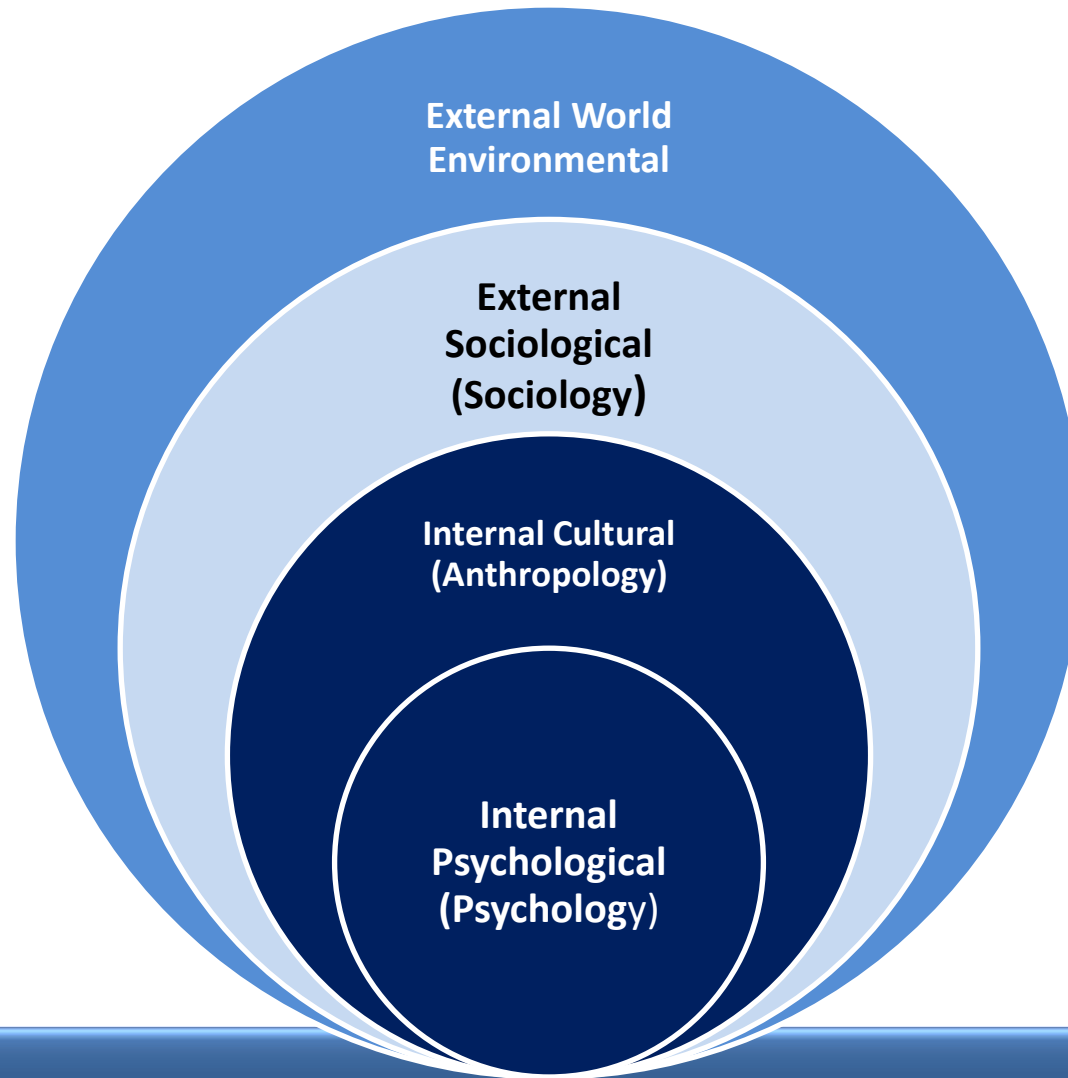 External World
Environmental
External
Sociological
(Sociology)
Internal Cultural
(Anthropology)
Internal
Psychological
(Psychology)